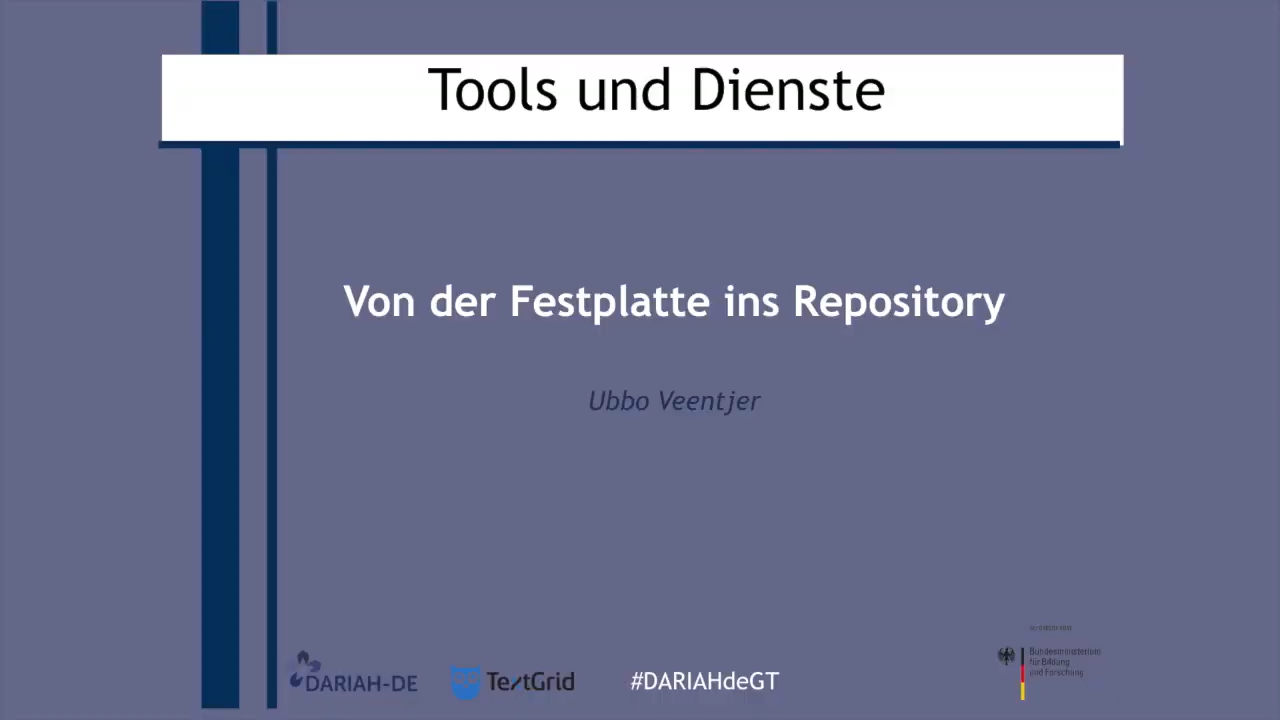 Tools und Dienste
Von der Festplatte ins Repository
Ubbo Veentjer
DARIAH-DE
TextGrid
#DARIAHdeGT
Bundesministerium
für Bildung
und Forschung